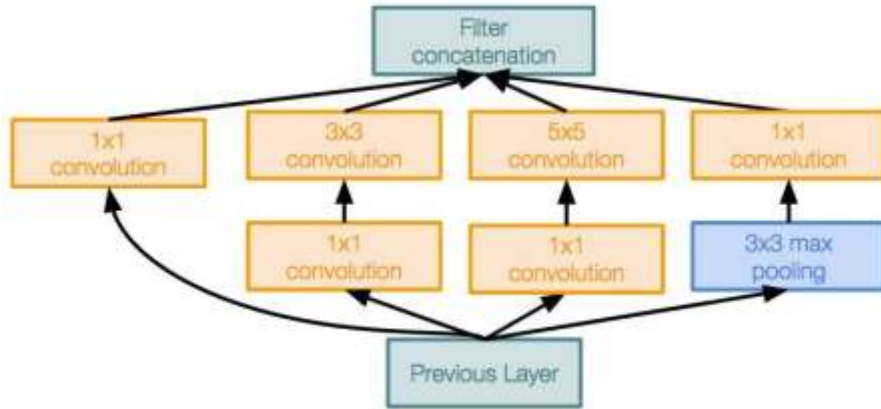 Filter
concatenation
1x1
convolution
3x3
convolution
5x5
convolution
1x1
convolution
1x1
convolution
1x1
convolution
3x3 max
pooling
Previous Layer